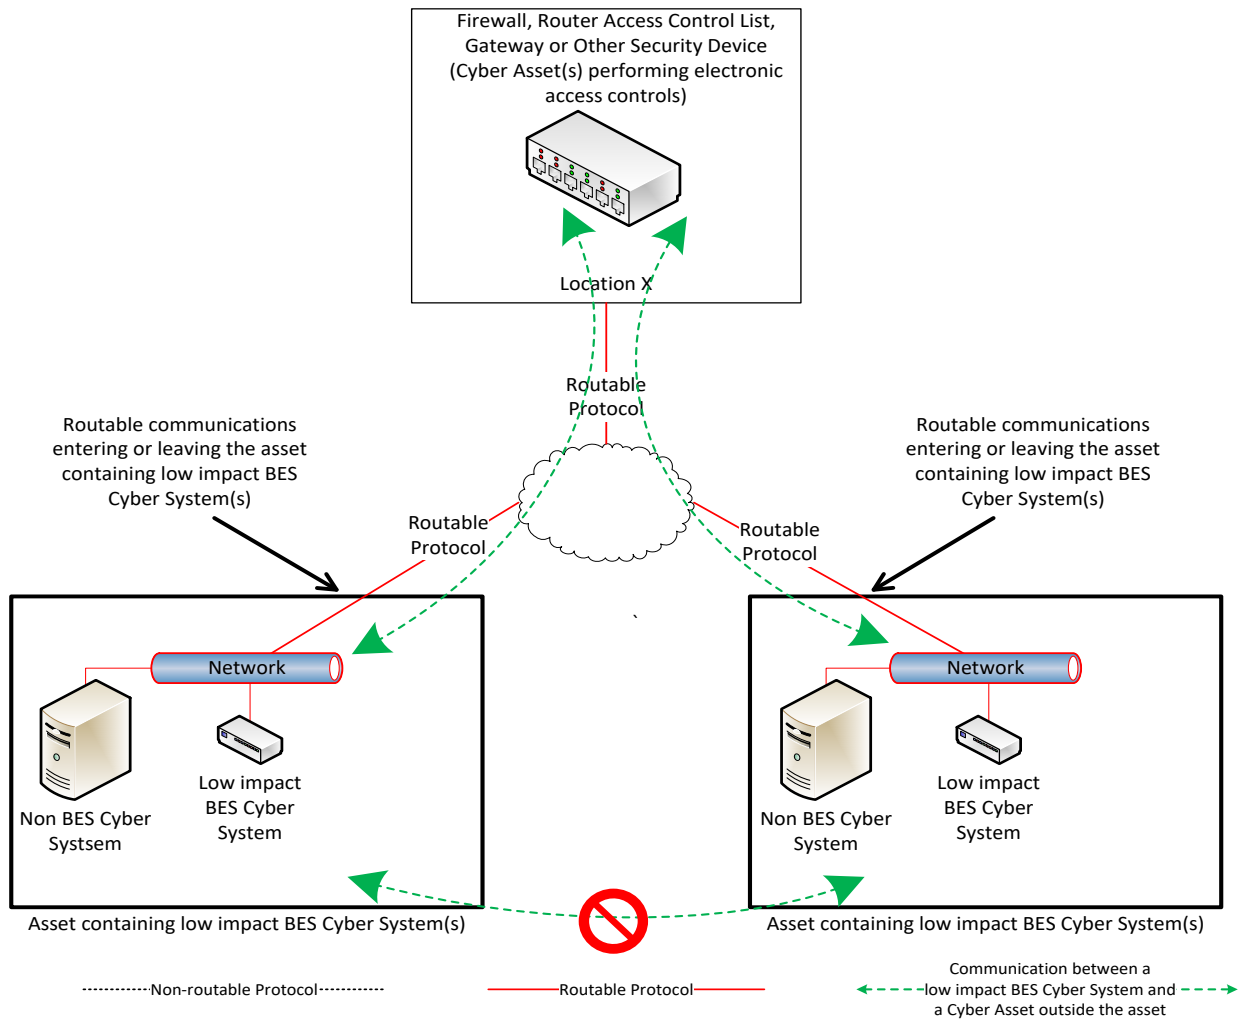 Firewall, Router Access Control List,
Gateway or Other Security Device
(Cyber Asset(s) performing electronic
access controls)
Location X
Routable
Protocol
Routable communications
entering or leaving the asset
containing low impact BES
Cyber System(s)
Routable communications
entering or leaving the asset
containing low impact BES
Cyber System(s)
Routable
Protocol
Routable
Protocol
Network
Non BES Cyber
Systsem
Low impact
BES Cyber
System
Network
Non BES Cyber
System
Low impact
BES Cyber
System
Asset containing low impact BES Cyber System(s)
Asset containing low impact BES Cyber System(s)
Non-routable Protocol
Routable Protocol
Communication between a
low impact BES Cyber System and
a Cyber Asset outside the asset